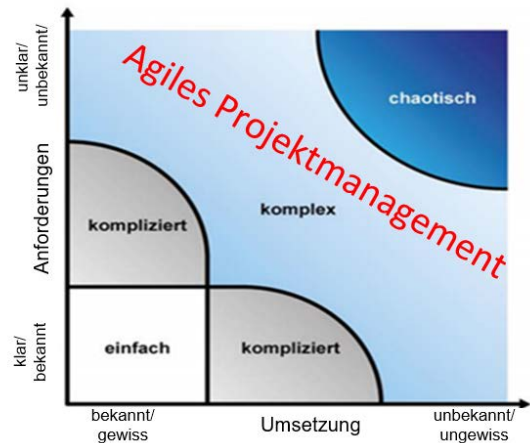 unklar/
unbekannt
Agiles Projektmanagement
chaotisch
Anforderungen
kompliziert
komplex
klar/
bekannt
einfach
kompliziert
bekannt/
gewiss
Umsetzung
unbekannt/
ungewiss